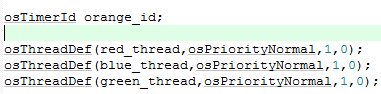 osTimerId orange_id;
osThreadDef(red_thread,osPriorityNormal,1,0);
osThreadDef(blue_thread,osPriorityNormal,1,0);
osThreadDef(green_thread,osPriorityNormal,1,0);